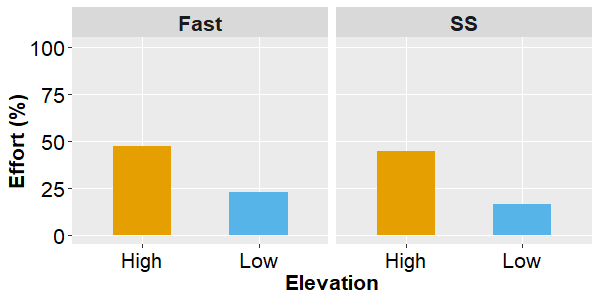 Fast SS
100
75
50
25
0
Effort (%)
High Low High Low
Elevation